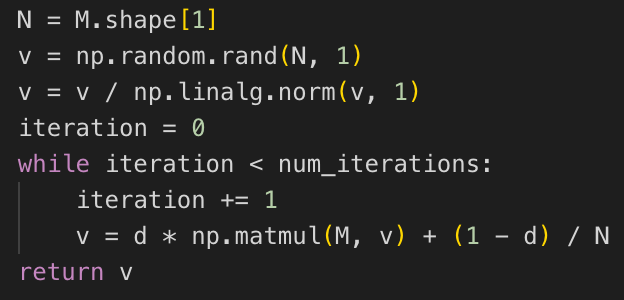 N = M.shape[1]
v = np.random.rand(N, 1)
v = v / np.linalg.norm(v, 1)
iteration = 0
while iteration < num_iterations:
    iteration += 1
    v = d * np.matmul(M, v) + (1 - d) / N
return v